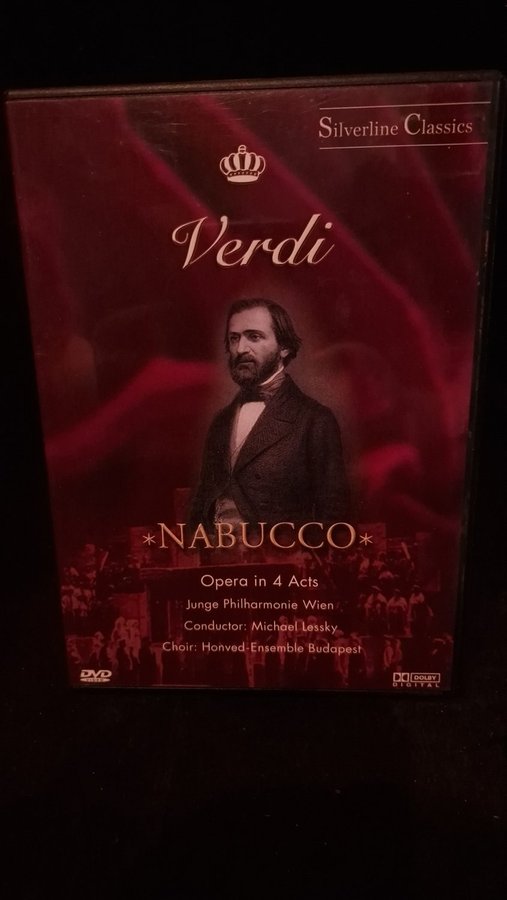 Silverline Classics
Verdi
*NABUCCO*
Opera in 4 Acts
Junge Philharmonie Wien
Conductor: Michael Lessky
Choir: Honved-Ensemble Budapest
DVD
VIDEO
DOLBY
DIGITAL